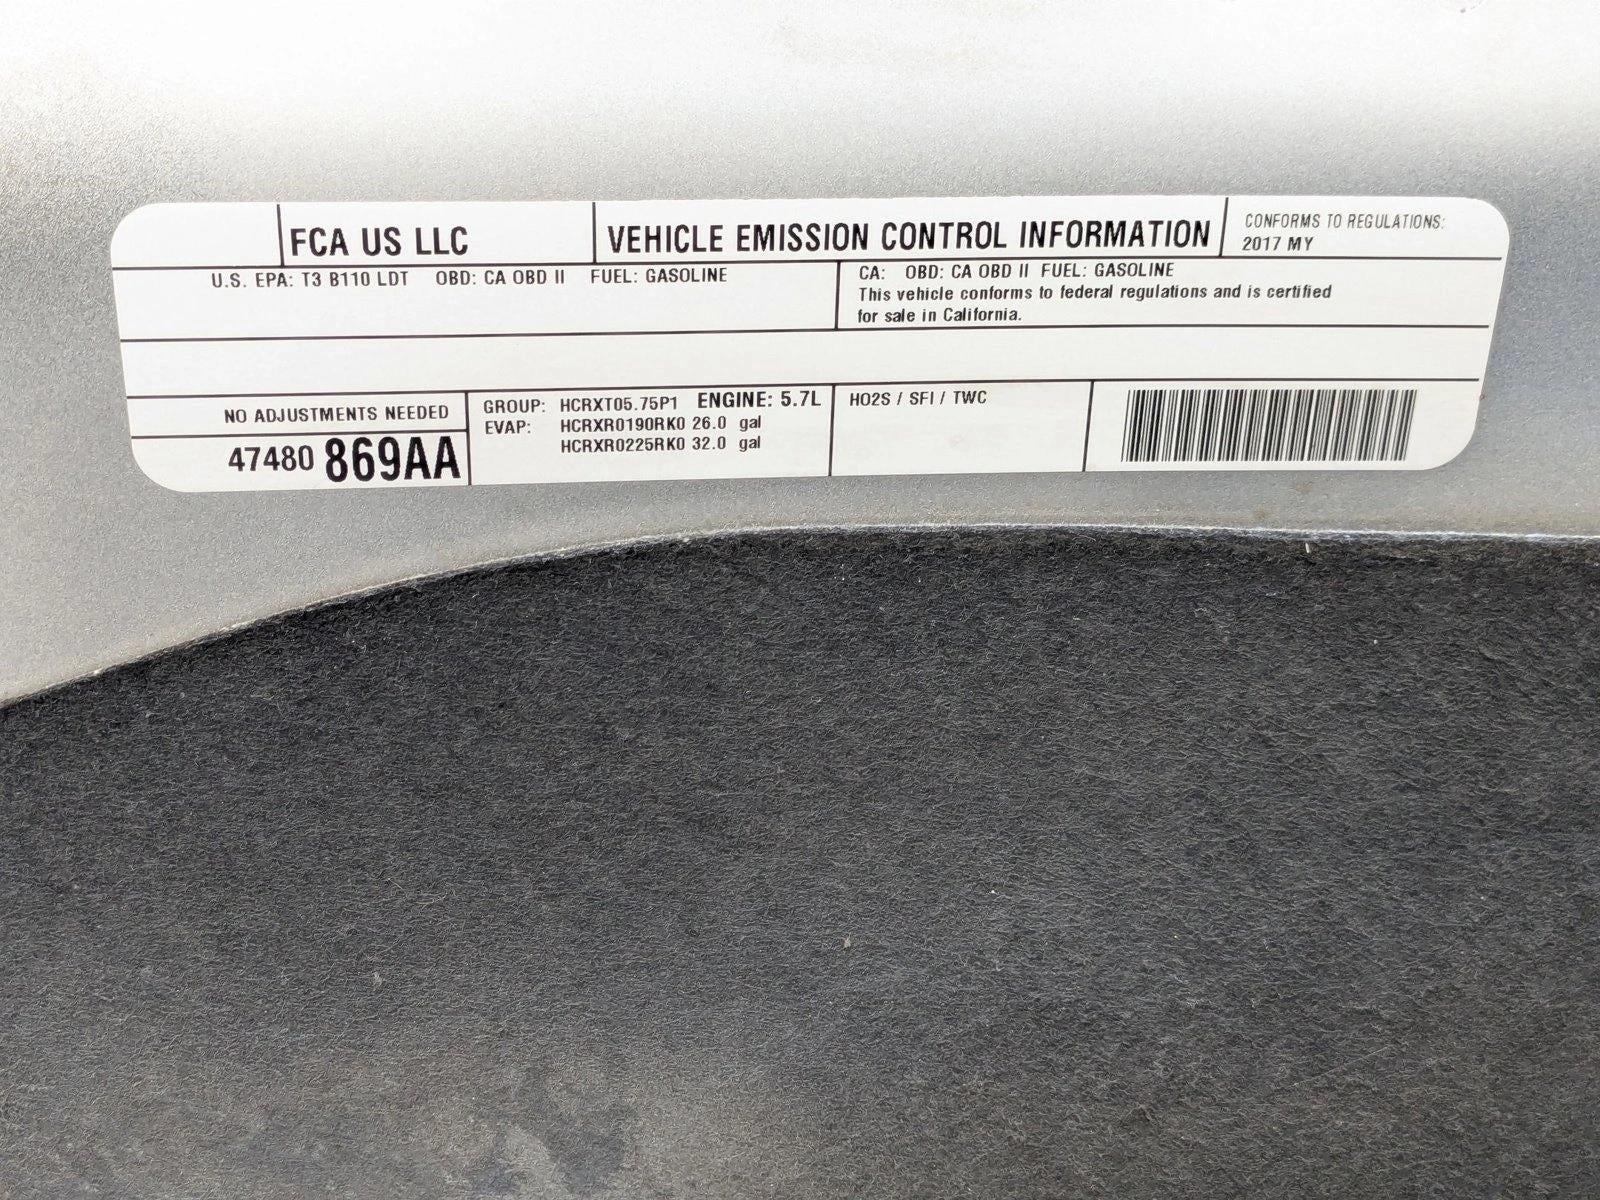 FCA US LLC
VEHICLE EMISSION CONTROL INFORMATION
CONFORMS TO REGULATIONS:
2017 MY
U.S. EPA: T3 B110 LDT OBD: CA OBD II FUEL: GASOLINE
CA: OBD: CA OBD II FUEL: GASOLINE
This vehicle conforms to federal regulations and is certified
for sale in California.
NO ADJUSTMENTS NEEDED
47480 869AA
GROUP: HCRXT05.75P1 ENGINE: 5.7L
EVAP: HCRXR0190RK0 26.0 gal
HCRXR0225RK0 32.0 gal
HO2S / SFI / TWC